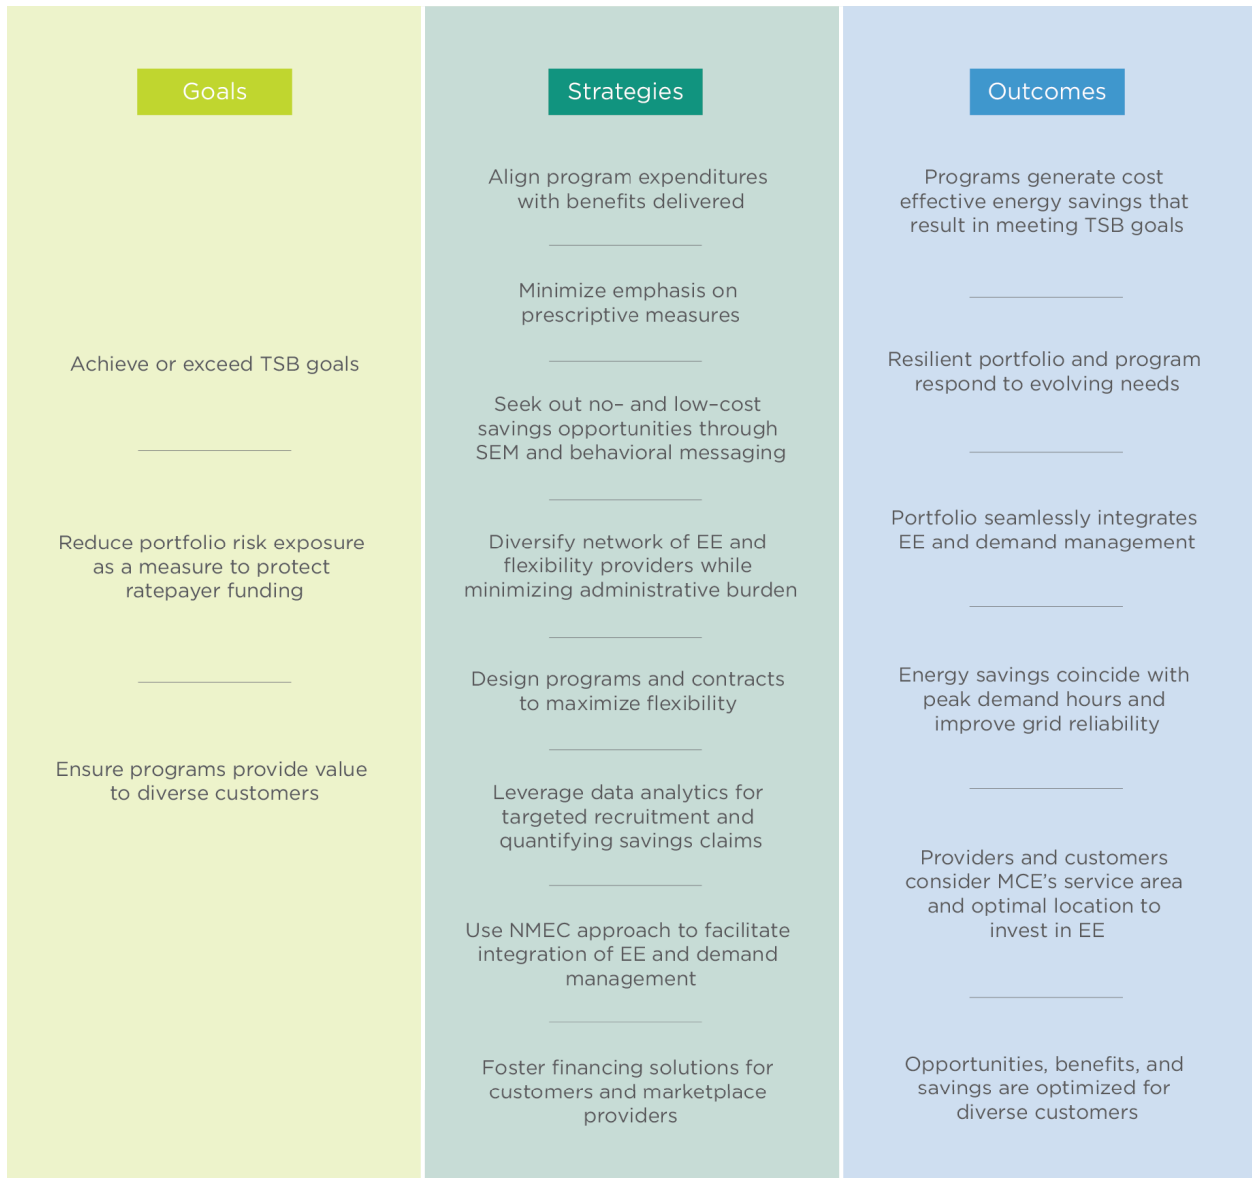 Goals
Achieve or exceed TSB goals
Reduce portfolio risk exposure
as a measure to protect
ratepayer funding
Ensure programs provide value
to diverse customers
Strategies
Align program expenditures
with benefits delivered
Minimize emphasis on
prescriptive measures
Seek out no– and low–cost
savings opportunities through
SEM and behavioral messaging
Diversify network of EE and
flexibility providers while
minimizing administrative burden
Design programs and contracts
to maximize flexibility
Leverage data analytics for
targeted recruitment and
quantifying savings claims
Use NMEC approach to facilitate
integration of EE and demand
management
Foster financing solutions for
customers and marketplace
providers
Outcomes
Programs generate cost
effective energy savings that
result in meeting TSB goals
Resilient portfolio and program
respond to evolving needs
Portfolio seamlessly integrates
EE and demand management
Energy savings coincide with
peak demand hours and
improve grid reliability
Providers and customers
consider MCE’s service area
and optimal location to
invest in EE
Opportunities, benefits, and
savings are optimized for
diverse customers